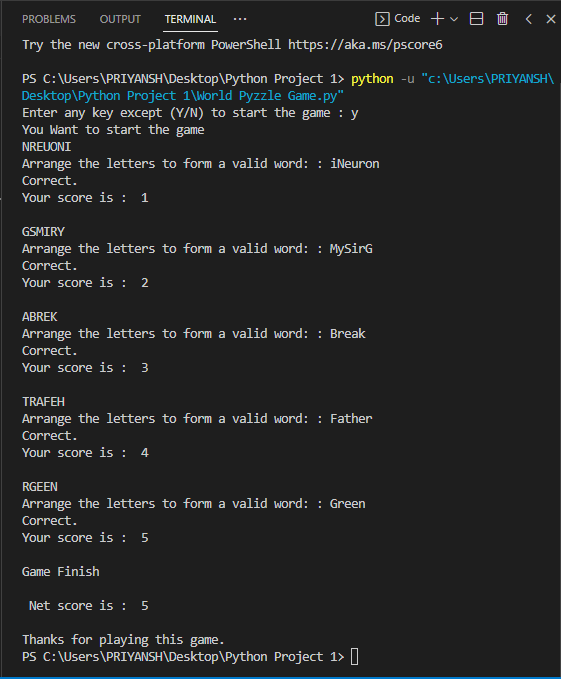 PROBLEMS OUTPUT TERMINAL ... Code
Try the new cross-platform PowerShell https://aka.ms/pscore6
PS C:\Users\PRIYANSH\Desktop\Python Project 1> python -u "c:\Users\PRIYANSH\
Desktop\Python Project 1\World Pyzzle Game.py"
Enter any key except (Y/N) to start the game : y
You Want to start the game
NREUONI
Arrange the letters to form a valid word: : iNeuron
Correct.
Your score is :  1
GSMIRY
Arrange the letters to form a valid word: : MySirG
Correct.
Your score is :  2
ABREK
Arrange the letters to form a valid word: : Break
Correct.
Your score is :  3
TRAFEH
Arrange the letters to form a valid word: : Father
Correct.
Your score is :  4
RGEEN
Arrange the letters to form a valid word: : Green
Correct.
Your score is :  5
Game Finish
Net score is :  5
Thanks for playing this game.
PS C:\Users\PRIYANSH\Desktop\Python Project 1>